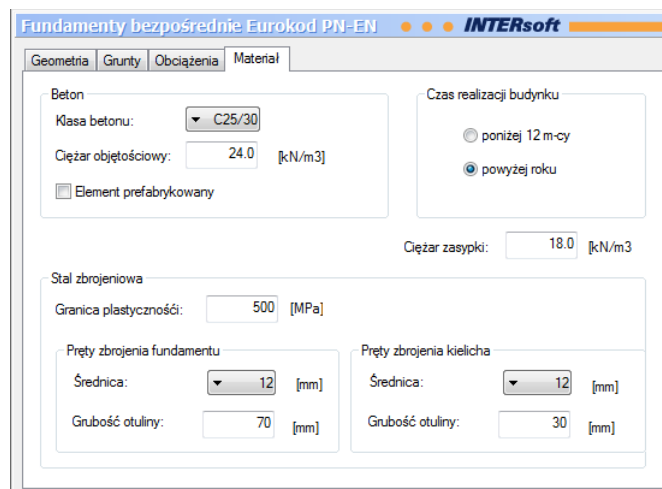 Fundamenty bezpośrednie Eurokod PN-EN INTERsoft
Geometria Grunty Obciążenia Materiał
Beton
Klasa betonu: C25/30
Ciężar objętościowy: 24.0 [kN/m3]
Element prefabrykowany
Czas realizacji budynku
poniżej 12 m-cy
powyżej roku
Ciężar zasypki: 18.0 [kN/m3
Stal zbrojeniowa
Granica plastycznośći: 500 [MPa]
Pręty zbrojenia fundamentu
Średnica: 12 [mm]
Grubość otuliny: 70 [mm]
Pręty zbrojenia kielicha
Średnica: 12 [mm]
Grubość otuliny: 30 [mm]